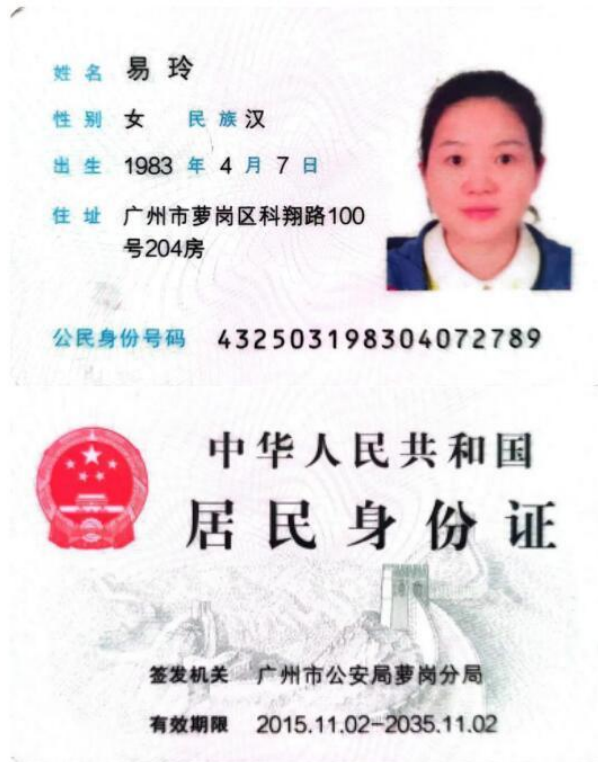 姓名 易玲
性别 女 民族 汉
出生 1983 年 4 月 7 日
住址 广州市萝岗区科翔路100
号204房
公民身份号码 432503198304072789
中华人民共和国
居民身份证
签发机关 广州市公安局萝岗分局
有效期限 2015.11.02-2035.11.02